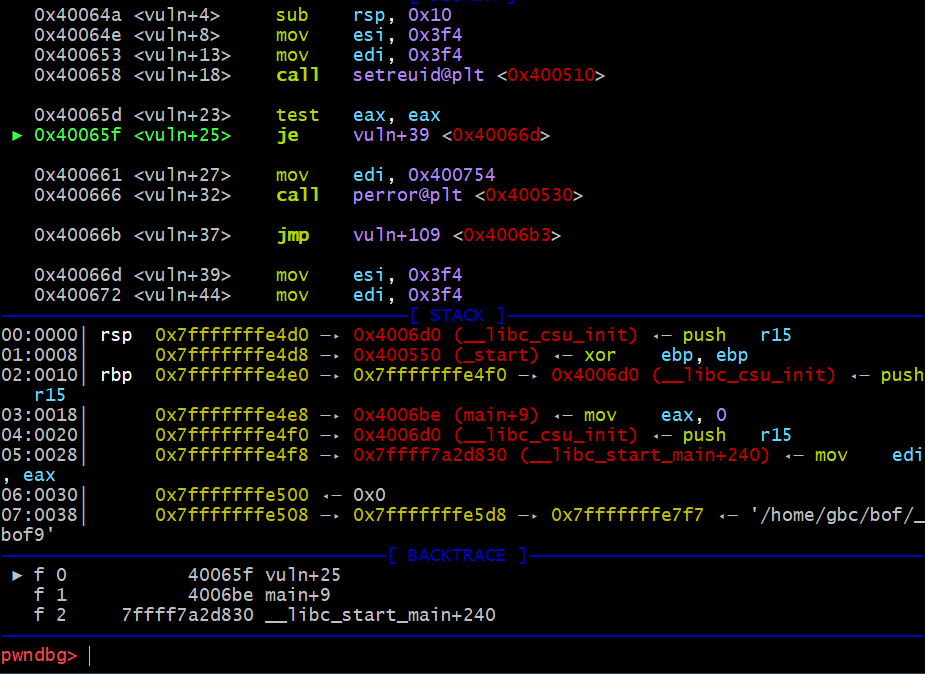 0x40064a <vuln+4> sub rsp, 0x10
0x40064e <vuln+8> mov esi, 0x3f4
0x400653 <vuln+13> mov edi, 0x3f4
0x400658 <vuln+18> call setreuid@plt <0x400510>
0x40065d <vuln+23> test eax, eax
► 0x40065f <vuln+25> je vuln+39 <0x40066d>
0x400661 <vuln+27> mov edi, 0x400754
0x400666 <vuln+32> call perror@plt <0x400530>
0x40066b <vuln+37> jmp vuln+109 <0x4006b3>
0x40066d <vuln+39> mov esi, 0x3f4
0x400672 <vuln+44> mov edi, 0x3f4
[ STACK ]
00:0000│ rsp 0x7fffffffe4d0 —▸ 0x4006d0 (__libc_csu_init) ◂— push r15
01:0008│ 0x7fffffffe4d8 —▸ 0x400550 (_start) ◂— xor ebp, ebp
02:0010│ rbp 0x7fffffffe4e0 —▸ 0x7fffffffe4f0 —▸ 0x4006d0 (__libc_csu_init) ◂— push
r15
03:0018│ 0x7fffffffe4e8 —▸ 0x4006be (main+9) ◂— mov eax, 0
04:0020│ 0x7fffffffe4f0 —▸ 0x4006d0 (__libc_csu_init) ◂— push r15
05:0028│ 0x7fffffffe4f8 —▸ 0x7ffff7a2d830 (__libc_start_main+240) ◂— mov edi
, eax
06:0030│ 0x7fffffffe500 ◂— 0x0
07:0038│ 0x7fffffffe508 —▸ 0x7fffffffe5d8 —▸ 0x7fffffffe7f7 ◂— '/home/gbc/bof/_
bof9'
[ BACKTRACE ]
► f 0 40065f vuln+25
f 1 4006be main+9
f 2 7ffff7a2d830 __libc_start_main+240
pwndbg>